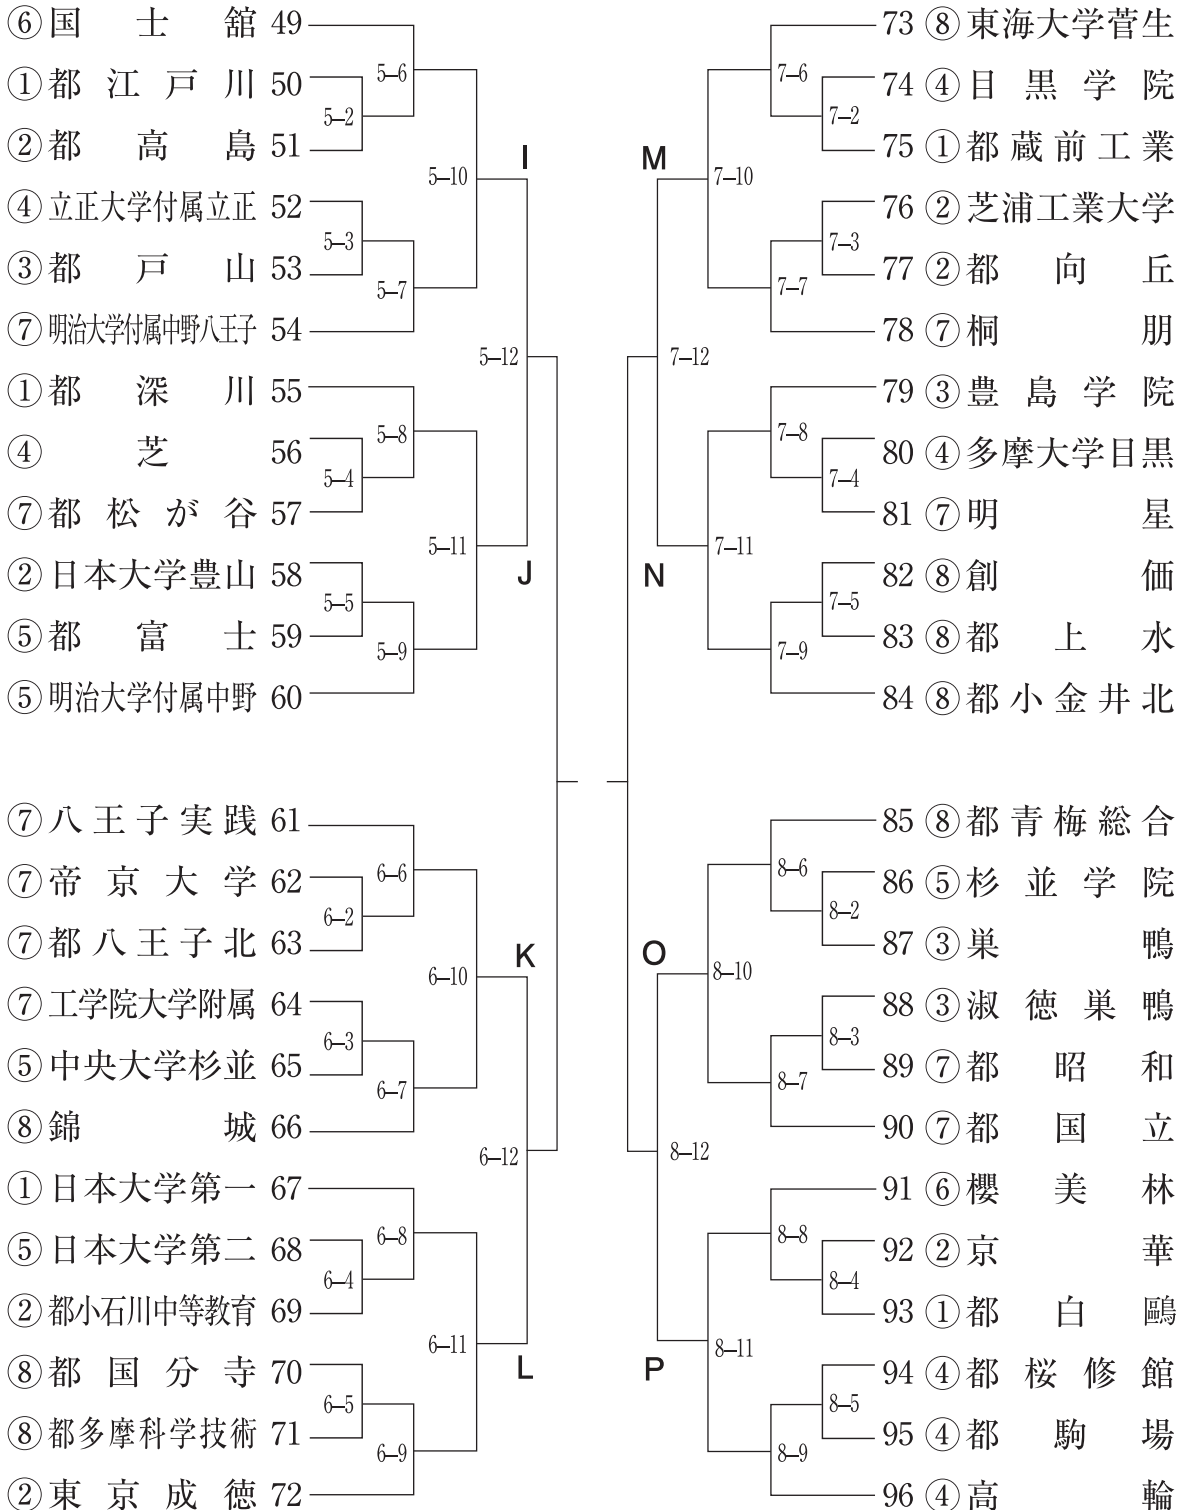 ⑥国士舘 49
①都江戸川 50
②都高島 51
④立正大学付属立正 52
③都戸山 53
⑦明治大学付属中野八王子 54
①都深川 55
④芝 56
⑦都松が谷 57
②日本大学豊山 58
⑤都富士 59
⑤明治大学付属中野 60
5–2
5–3
5–4
5–5
5–6
5–7
5–8
5–9
5–10
5–11
5–12
I
J
⑦八王子実践 61
⑦帝京大学 62
⑦都八王子北 63
⑦工学院大学附属 64
⑤中央大学杉並 65
⑧錦城 66
①日本大学第一 67
⑤日本大学第二 68
②都小石川中等教育 69
⑧都国分寺 70
⑧都多摩科学技術 71
②東京成徳 72
6–2
6–3
6–4
6–5
6–6
6–7
6–8
6–9
6–10
6–11
6–12
K
L
73 ⑧東海大学菅生
74 ④目黒学院
75 ①都蔵前工業
76 ②芝浦工業大学
77 ②都向丘
78 ⑦桐朋
79 ③豊島学院
80 ④多摩大学目黒
81 ⑦明星
82 ⑧創価
83 ⑧都上水
84 ⑧都小金井北
7–2
7–3
7–4
7–5
7–6
7–7
7–8
7–9
7–10
7–11
7–12
M
N
85 ⑧都青梅総合
86 ⑤杉並学院
87 ③巣鴨
88 ③淑徳巣鴨
89 ⑦都昭和
90 ⑦都国立
91 ⑥櫻美林
92 ②京華
93 ①都白鷗
94 ④都桜修館
95 ④都駒場
96 ④高輪
8–2
8–3
8–4
8–5
8–6
8–7
8–8
8–9
8–10
8–11
8–12
O
P